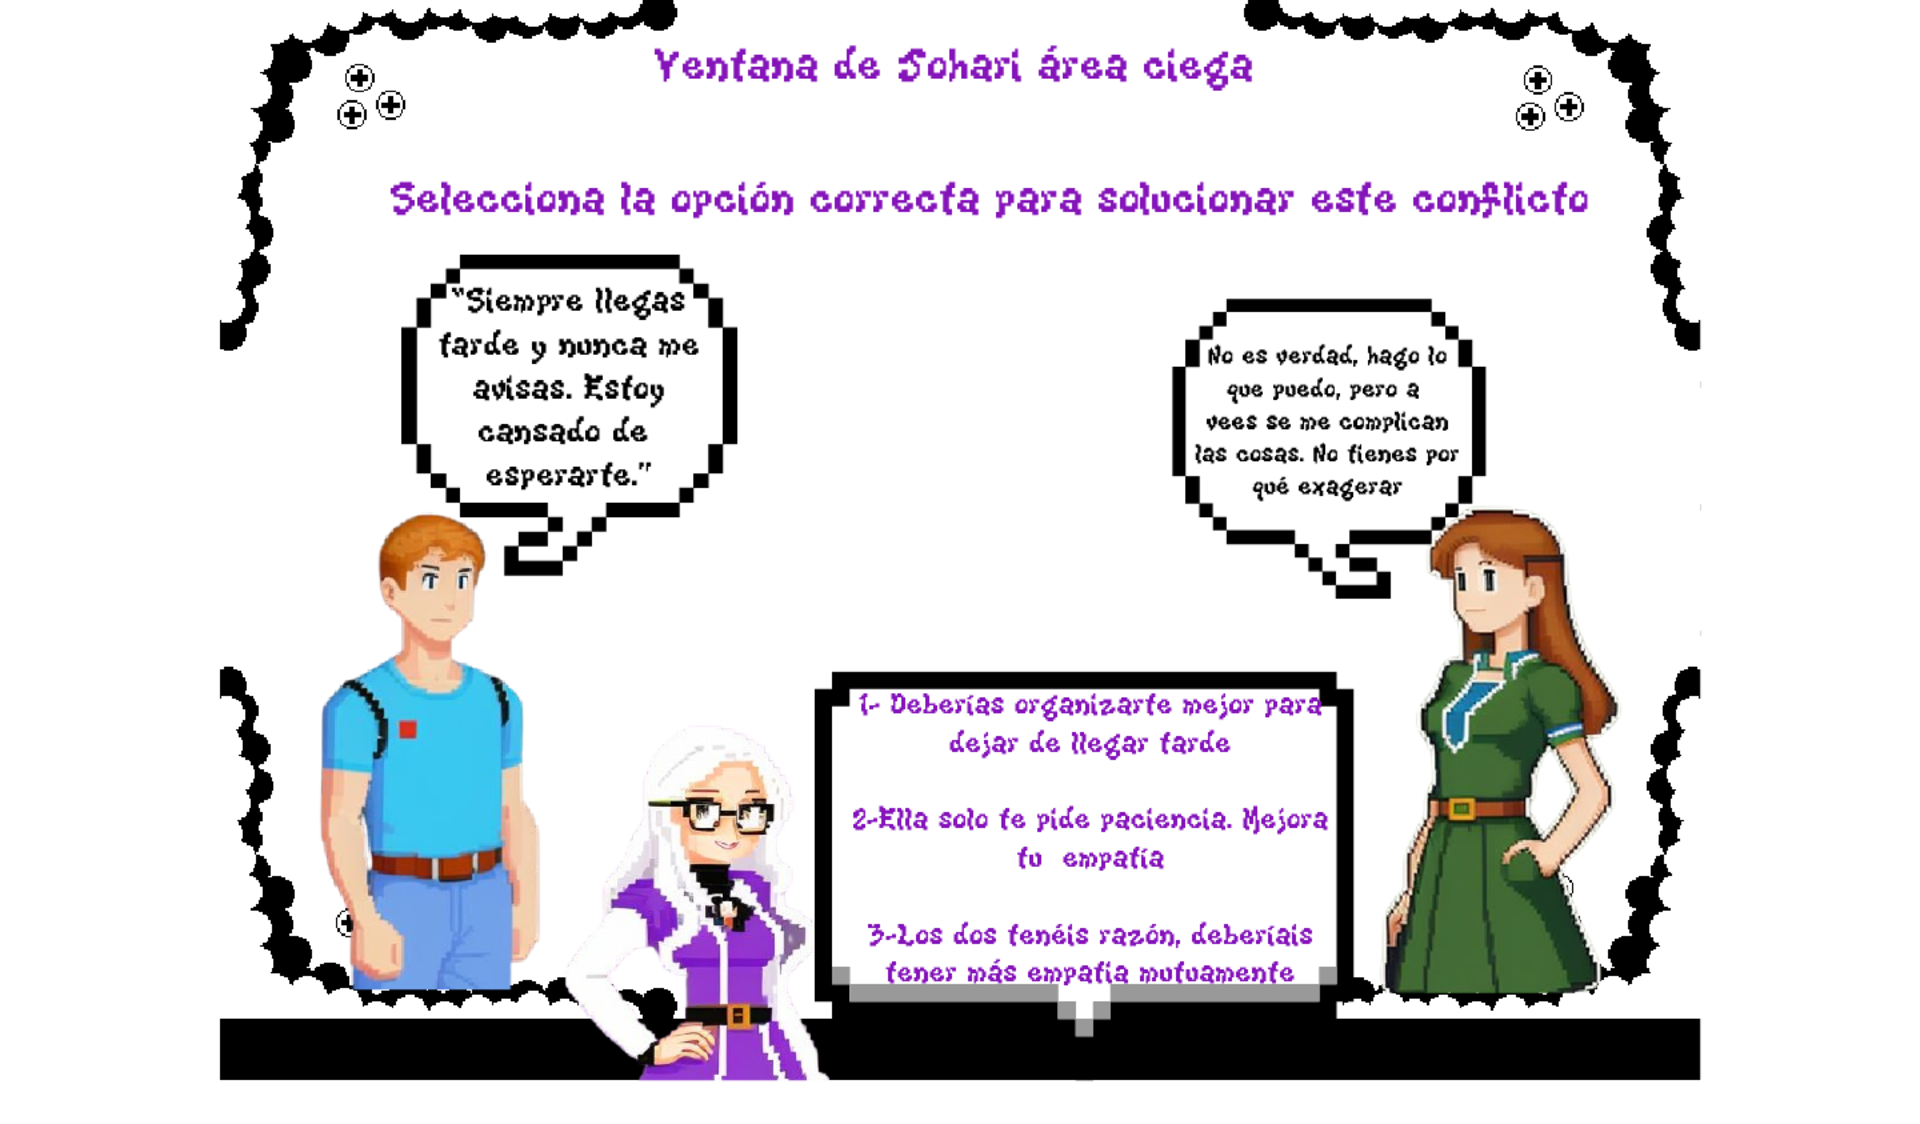 Ventana de Johari área ciega
Selecciona la opción correcta para solucionar este conflicto
"Siempre llegas
tarde y nunca me
avisas. Estoy
cansado de
esperarte."
No es verdad, hago lo
que puedo, pero a
vees se me complican
las cosas. No tienes por
qué exagerar
1- Deberías organizarte mejor para
dejar de llegar tarde
2-Ella solo te pide paciencia. Mejora
tu empatía
3-Los dos tenéis razón, deberíais
tener más empatía mutuamente